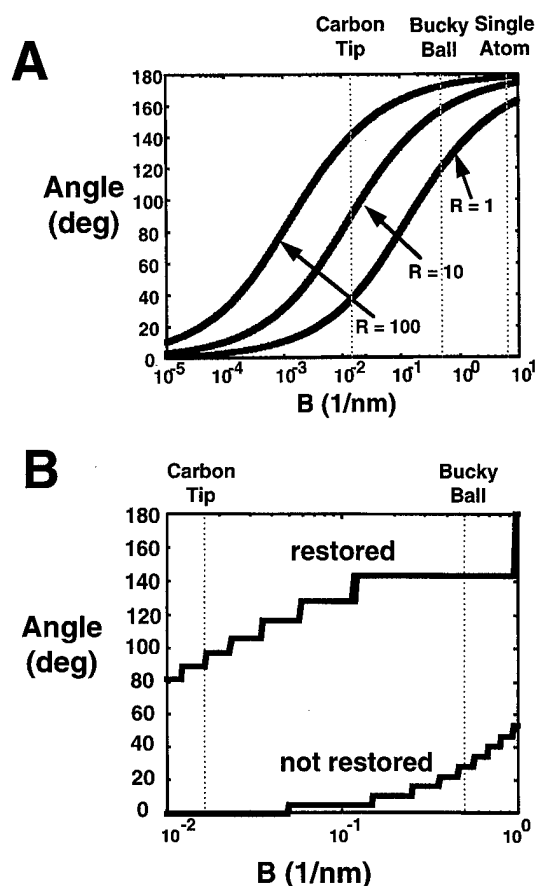 A
Carbon Tip
Bucky Ball
Single Atom
Angle (deg)
180
160
140
120
100
80
60
40
20
0
R = 1
R = 10
R = 100
10^-5
10^-4
10^-3
10^-2
10^-1
10^0
10^1
B (1/nm)
B
Carbon Tip
Bucky Ball
Angle (deg)
180
160
140
120
100
80
60
40
20
0
restored
not restored
10^-2
10^-1
10^0
B (1/nm)